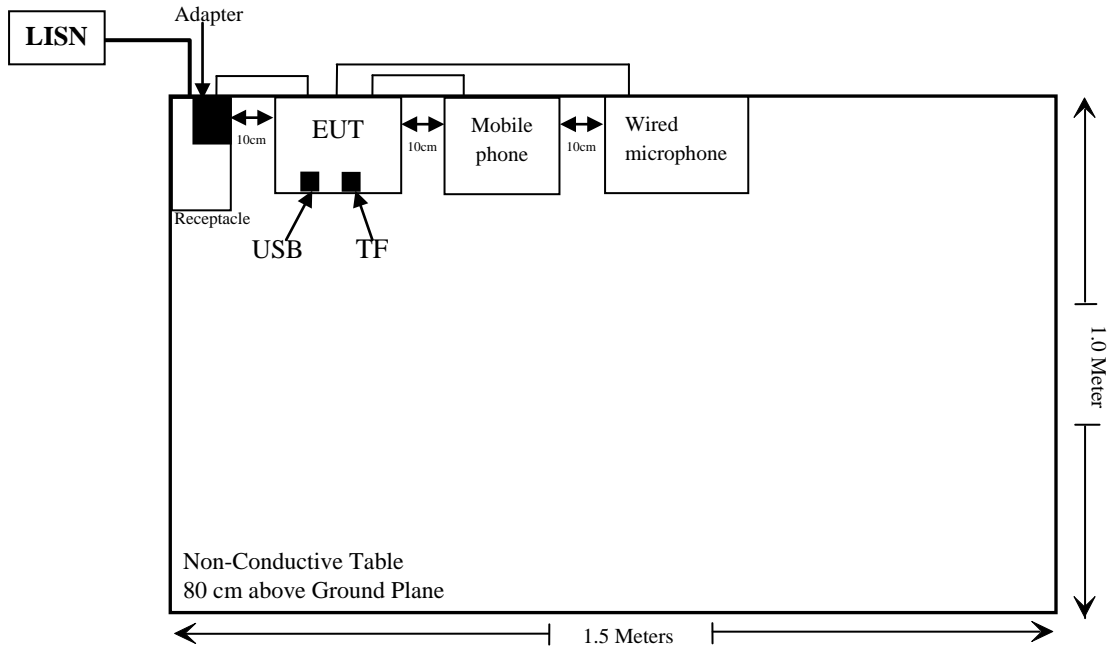 Adapter
LISN
EUT
Mobile
phone
Wired
microphone
10cm
10cm
10cm
Receptacle
USB
TF
1.0 Meter
Non-Conductive Table
80 cm above Ground Plane
1.5 Meters